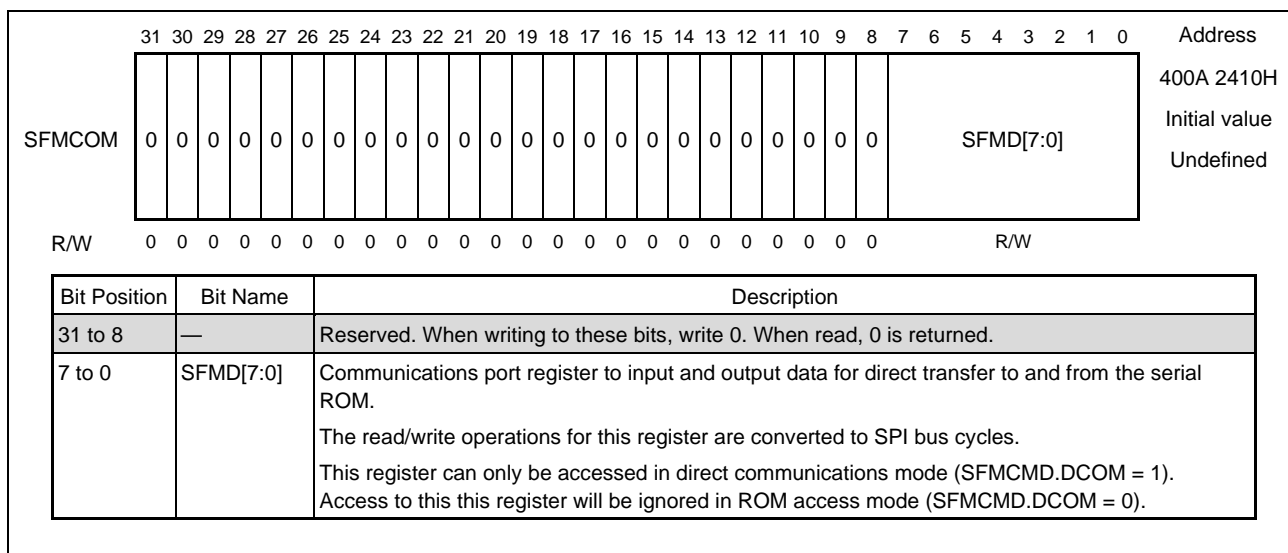 31 30 29 28 27 26 25 24 23 22 21 20 19 18 17 16 15 14 13 12 11 10 9 8 7 6 5 4 3 2 1 0 Address
400A 2410H
Initial value
SFMCOM 0 0 0 0 0 0 0 0 0 0 0 0 0 0 0 0 0 0 0 0 0 0 0 0 SFMD[7:0]
Undefined
R/W 0 0 0 0 0 0 0 0 0 0 0 0 0 0 0 0 0 0 0 0 0 0 0 0 R/W
Bit Position Bit Name Description
31 to 8 — Reserved. When writing to these bits, write 0. When read, 0 is returned.
7 to 0 SFMD[7:0] Communications port register to input and output data for direct transfer to and from the serial
ROM.
The read/write operations for this register are converted to SPI bus cycles.
This register can only be accessed in direct communications mode (SFMCMD.DCOM = 1).
Access to this this register will be ignored in ROM access mode (SFMCMD.DCOM = 0).